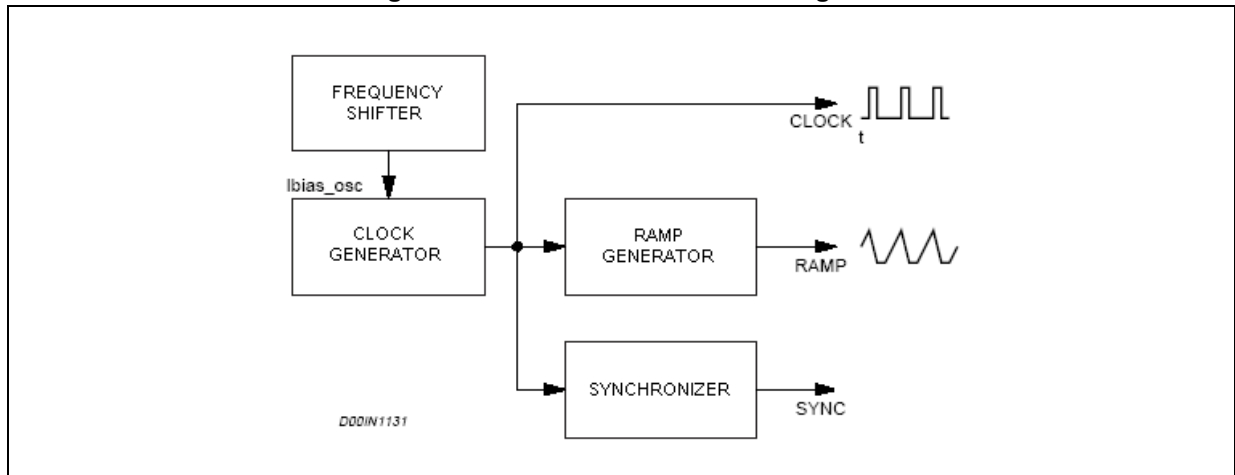 FREQUENCY
SHIFTER
Ibias_osc
CLOCK
t
CLOCK
GENERATOR
RAMP
GENERATOR
RAMP
SYNCHRONIZER
SYNC
D00IN1131